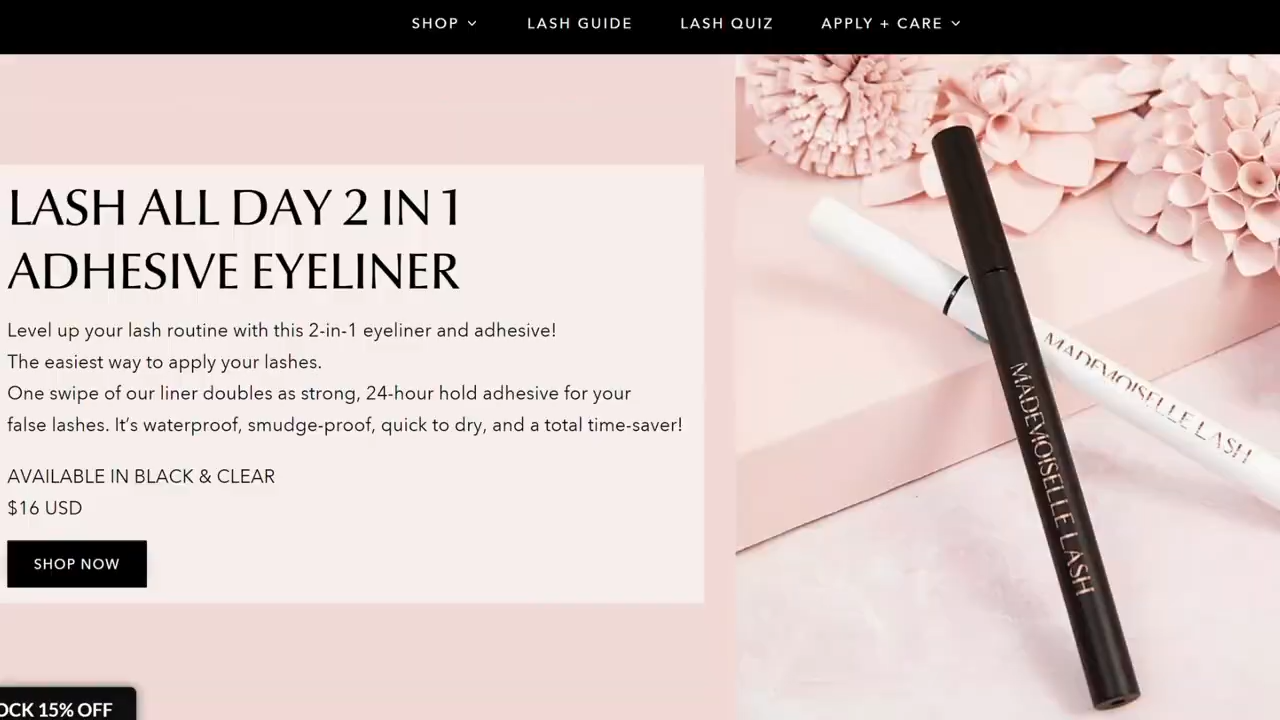 SHOP
LASH GUIDE
LASH QUIZ
APPLY + CARE
LASH ALL DAY 2 IN 1
ADHESIVE EYELINER
Level up your lash routine with this 2-in-1 eyeliner and adhesive!
The easiest way to apply your lashes.
One swipe of our liner doubles as strong, 24-hour hold adhesive for your
false lashes. It’s waterproof, smudge-proof, quick to dry, and a total time-saver!
AVAILABLE IN BLACK & CLEAR
$16 USD
SHOP NOW
MADEMOISELLE LASH
MADEMOISELLE LASH
15% OFF